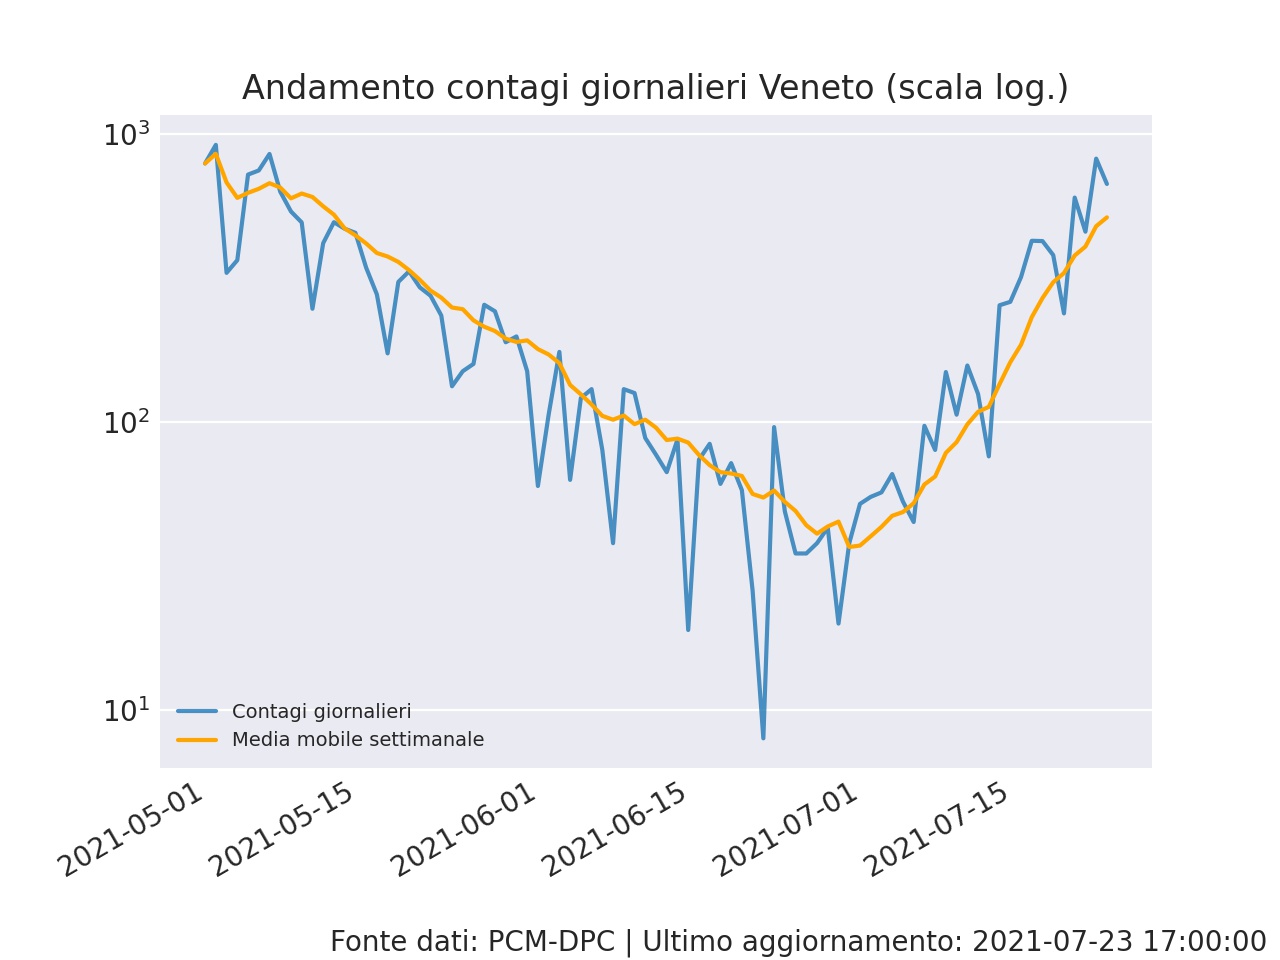 Andamento contagi giornalieri Veneto (scala log.)
10³
10²
10¹
Contagi giornalieri
Media mobile settimanale
2021-05-01
2021-05-15
2021-06-01
2021-06-15
2021-07-01
2021-07-15
Fonte dati: PCM-DPC | Ultimo aggiornamento: 2021-07-23 17:00:00